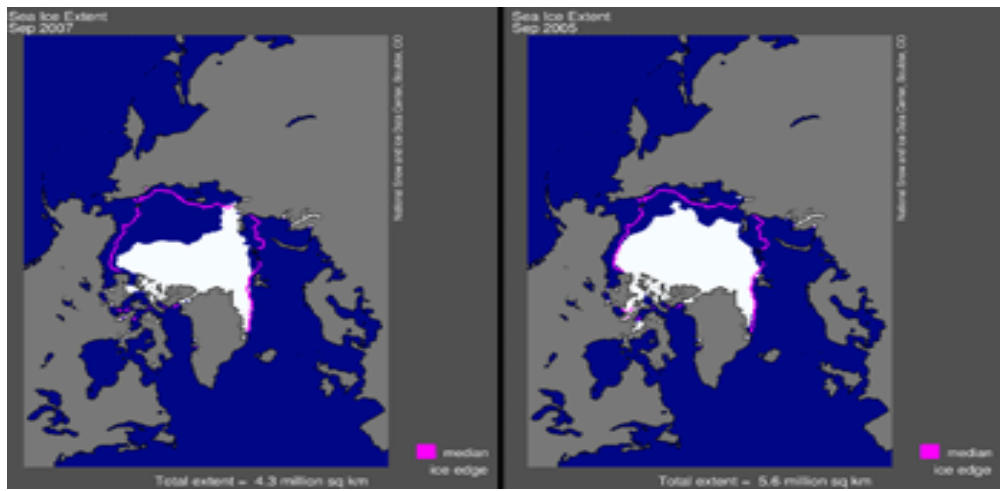 Sea Ice Extent
Sep 2007
National Snow and Ice Data Center, Boulder, CO
median
ice edge
Total extent = 4.3 million sq km
Sea Ice Extent
Sep 2005
National Snow and Ice Data Center, Boulder, CO
median
ice edge
Total extent = 5.6 million sq km